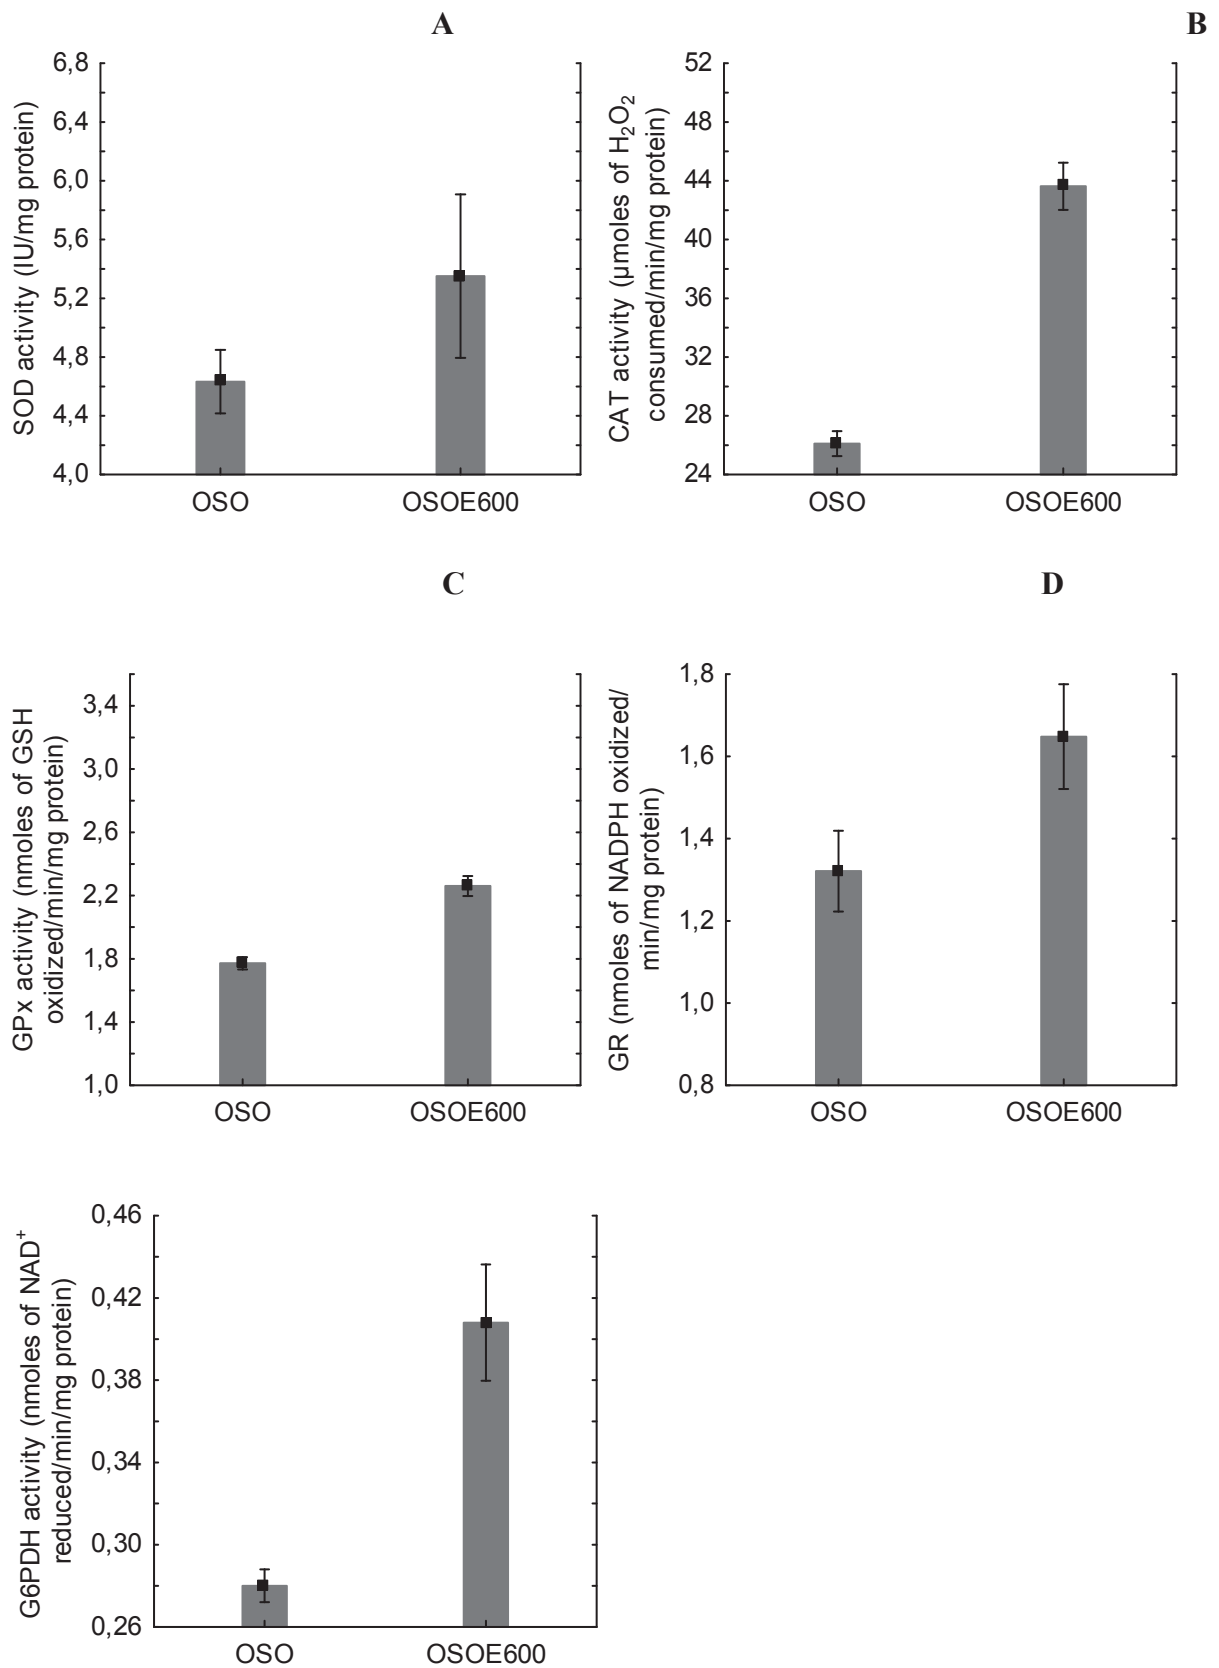 A
SOD activity (IU/mg protein)
6,8
6,4
6,0
5,6
5,2
4,8
4,4
4,0
OSO OSOE600
B
CAT activity (µmoles of H₂O₂
consumed/min/mg protein)
52
48
44
40
36
32
28
24
OSO OSOE600
C
GPx activity (nmoles of GSH
oxidized/min/mg protein)
3,4
3,0
2,6
2,2
1,8
1,4
1,0
OSO OSOE600
D
GR (nmoles of NADPH oxidized/
min/mg protein)
1,8
1,6
1,4
1,2
1,0
0,8
OSO OSOE600
G6PDH activity (nmoles of NAD⁺
reduced/min/mg protein)
0,46
0,42
0,38
0,34
0,30
0,26
OSO OSOE600